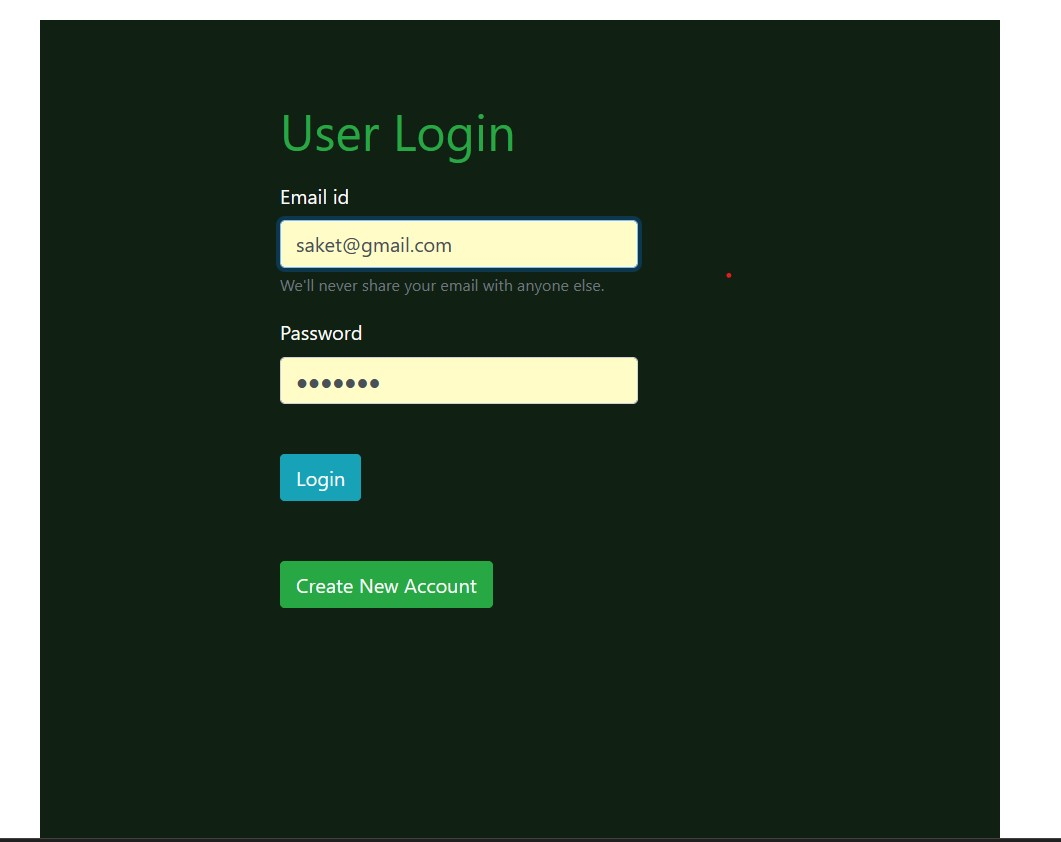 User Login
Email id
saket@gmail.com
We'll never share your email with anyone else.
Password
●●●●●●●
Login
Create New Account